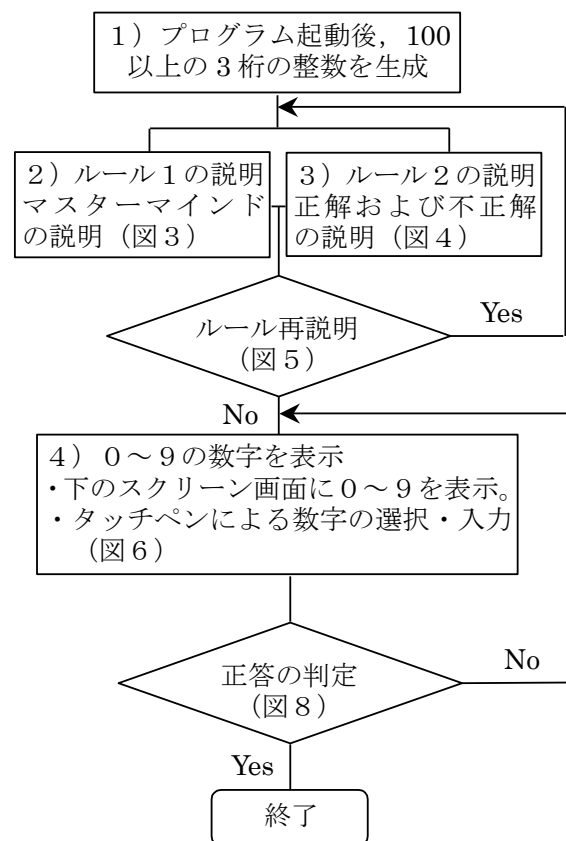 １）プログラム起動後，100
以上の３桁の整数を生成
２）ルール１の説明
マスターマインド
の説明（図３）
３）ルール２の説明
正解および不正解
の説明（図４）
ルール再説明
（図５）
Yes
No
４）０～９の数字を表示
・下のスクリーン画面に０～９を表示。
・タッチペンによる数字の選択・入力
（図６）
正答の判定
（図８）
No
Yes
終了